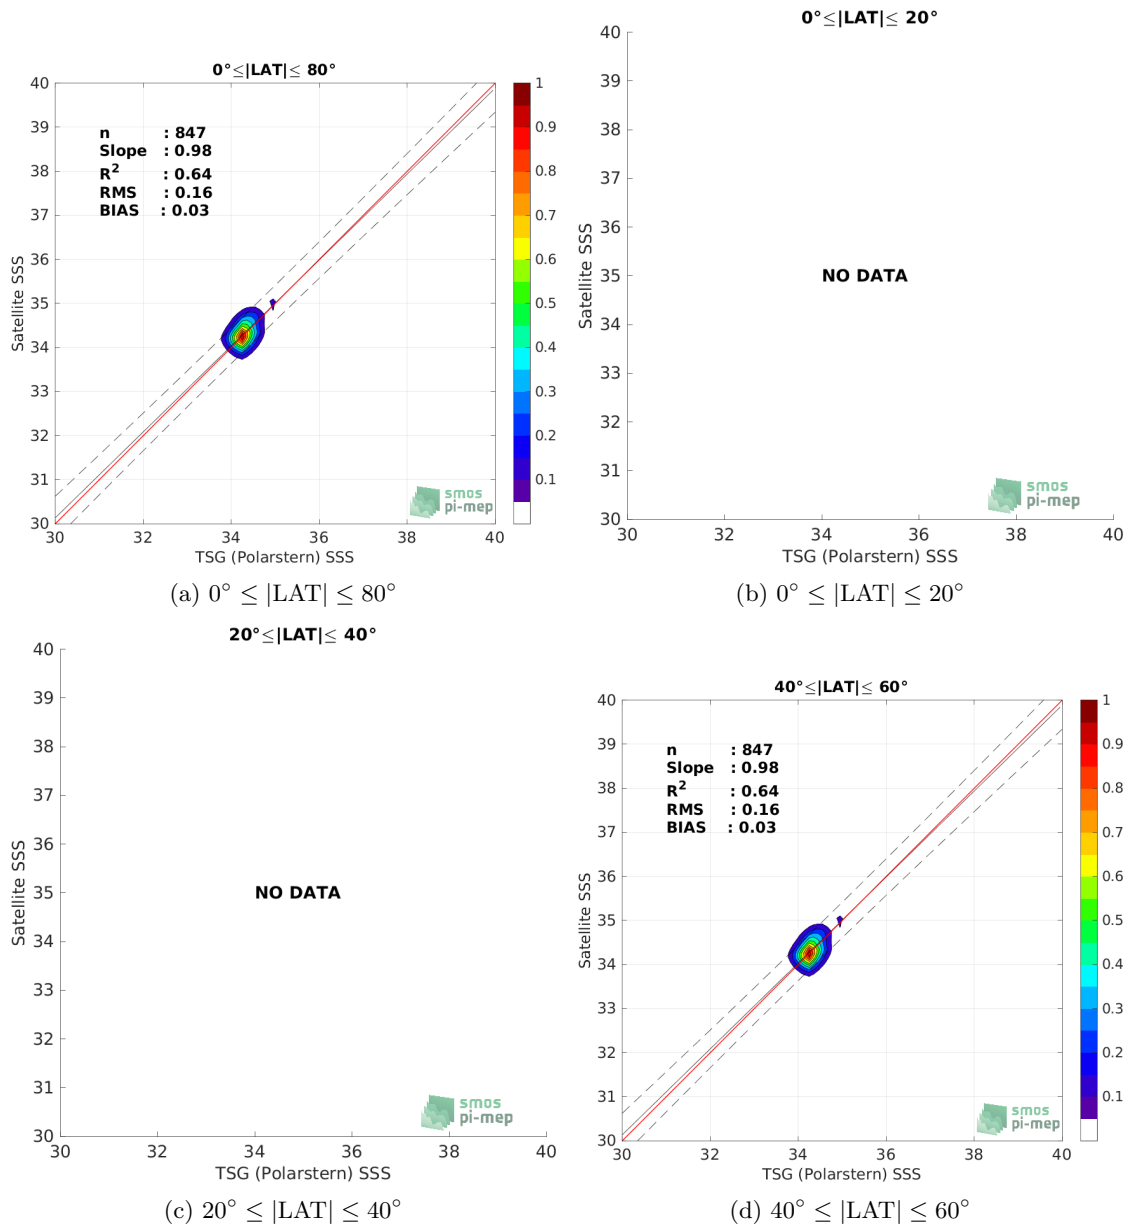 0°≤|LAT|≤ 80°
40
39
38
37
36
35
34
33
32
31
30
Satellite SSS
n : 847
Slope : 0.98
R² : 0.64
RMS : 0.16
BIAS : 0.03
smos
pi-mep
30 32 34 36 38 40
TSG (Polarstern) SSS
1
0.9
0.8
0.7
0.6
0.5
0.4
0.3
0.2
0.1
(a) 0° ≤ |LAT| ≤ 80°
0°≤|LAT|≤ 20°
40
39
38
37
36
35
34
33
32
31
30
Satellite SSS
NO DATA
smos
pi-mep
30 32 34 36 38 40
TSG (Polarstern) SSS
(b) 0° ≤ |LAT| ≤ 20°
20°≤|LAT|≤ 40°
40
39
38
37
36
35
34
33
32
31
30
Satellite SSS
NO DATA
smos
pi-mep
30 32 34 36 38 40
TSG (Polarstern) SSS
(c) 20° ≤ |LAT| ≤ 40°
40°≤|LAT|≤ 60°
40
39
38
37
36
35
34
33
32
31
30
Satellite SSS
n : 847
Slope : 0.98
R² : 0.64
RMS : 0.16
BIAS : 0.03
smos
pi-mep
30 32 34 36 38 40
TSG (Polarstern) SSS
1
0.9
0.8
0.7
0.6
0.5
0.4
0.3
0.2
0.1
(d) 40° ≤ |LAT| ≤ 60°